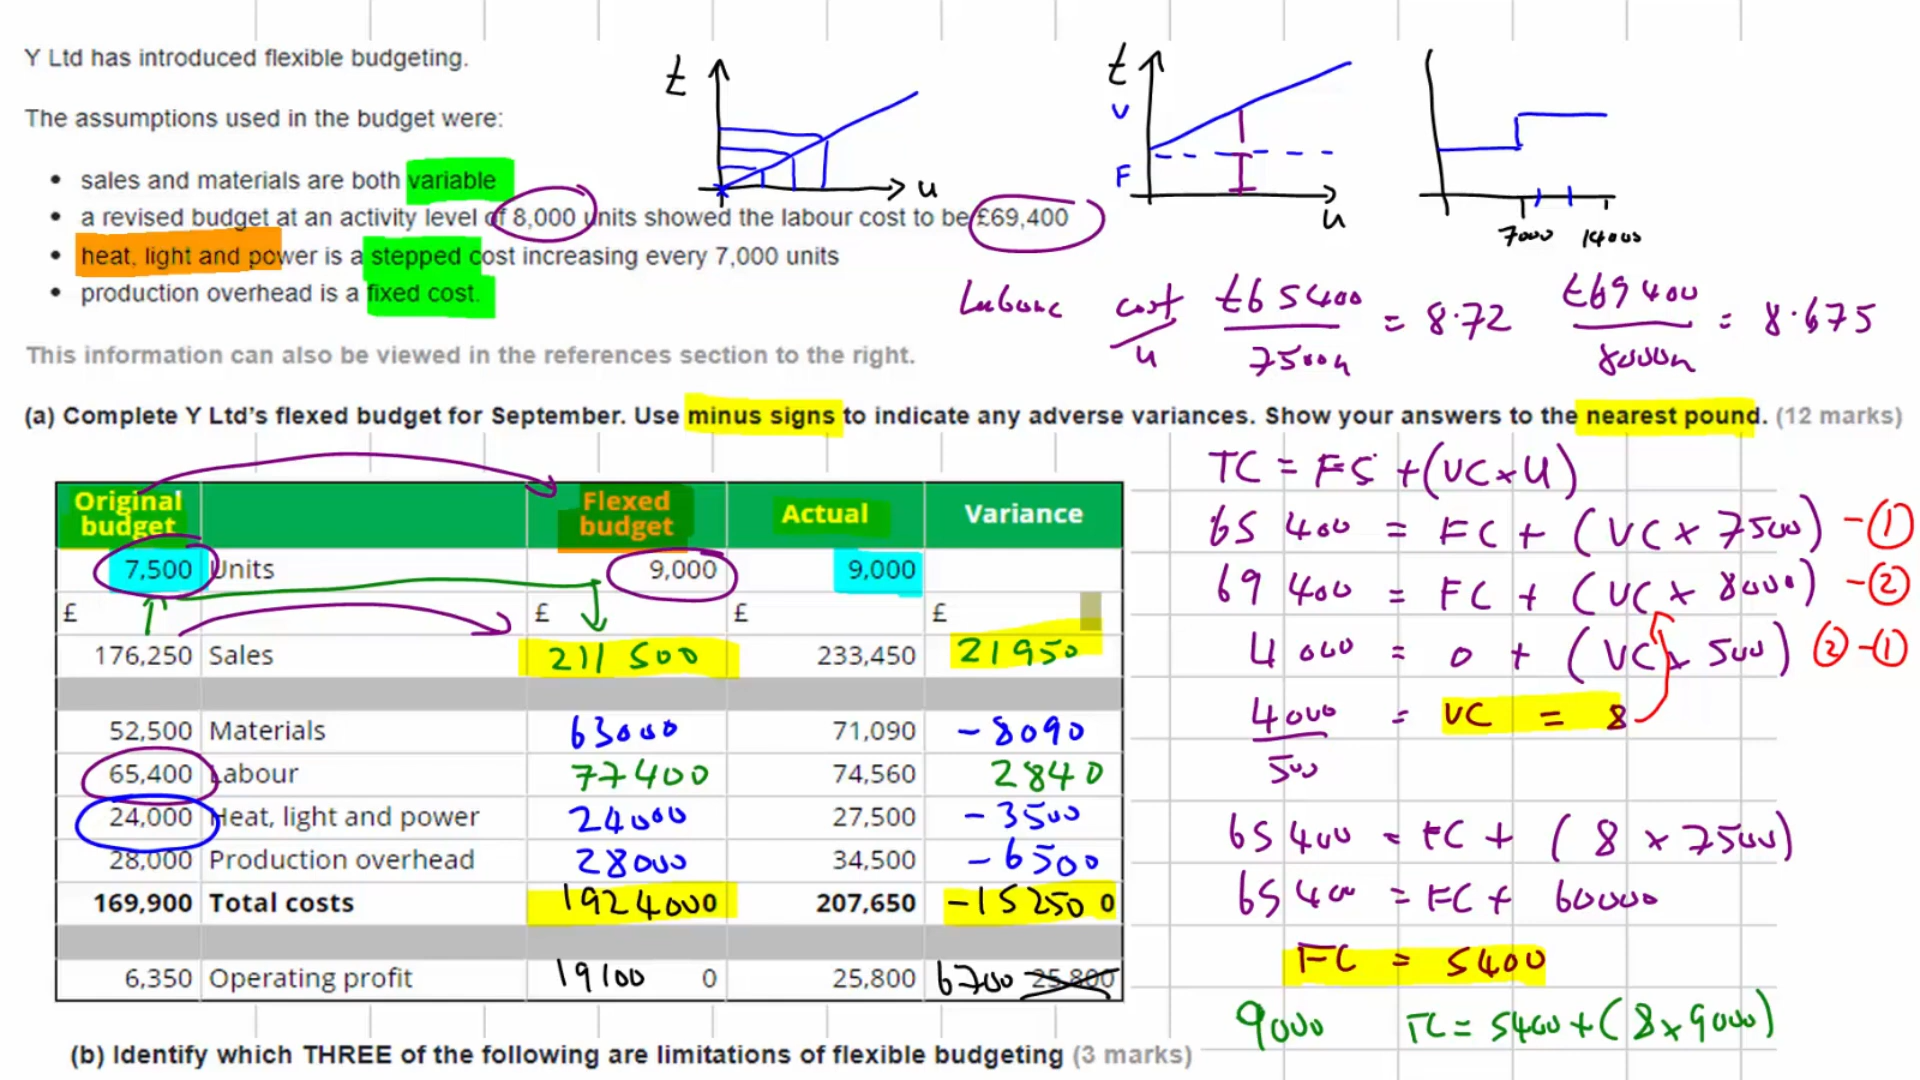 Y Ltd has introduced flexible budgeting.
The assumptions used in the budget were:
• sales and materials are both variable
• a revised budget at an activity level of 8,000 units showed the labour cost to be £69,400
• heat, light and power is a stepped cost increasing every 7,000 units
• production overhead is a fixed cost.
This information can also be viewed in the references section to the right.
£
u
£
V
F
u
7000 14000
Labour cost/u £65400/7500u = 8.72 £69400/8000u = 8.675
(a) Complete Y Ltd's flexed budget for September. Use minus signs to indicate any adverse variances. Show your answers to the nearest pound. (12 marks)
Original budget Flexed budget Actual Variance
7,500 Units 9,000 9,000
£ £ £ £
176,250 Sales 211 500 233,450 21950
52,500 Materials 63000 71,090 -8090
65,400 Labour 77400 74,560 2840
24,000 Heat, light and power 24000 27,500 -3500
28,000 Production overhead 28000 34,500 -6500
169,900 Total costs 192400 0 207,650 -15250 0
6,350 Operating profit 19100 0 25,800 6700 25,800
TC = FC + (VC x U)
65 400 = FC + (VC x 7500) -①
69 400 = FC + (VC x 8000) -②
4 000 = 0 + (VC x 500) ②-①
4000/500 = VC = 8
65 400 = FC + (8 x 7500)
65 400 = FC + 60000
FC = 5400
9000 TC = 5400 + (8 x 9000)
(b) Identify which THREE of the following are limitations of flexible budgeting (3 marks)